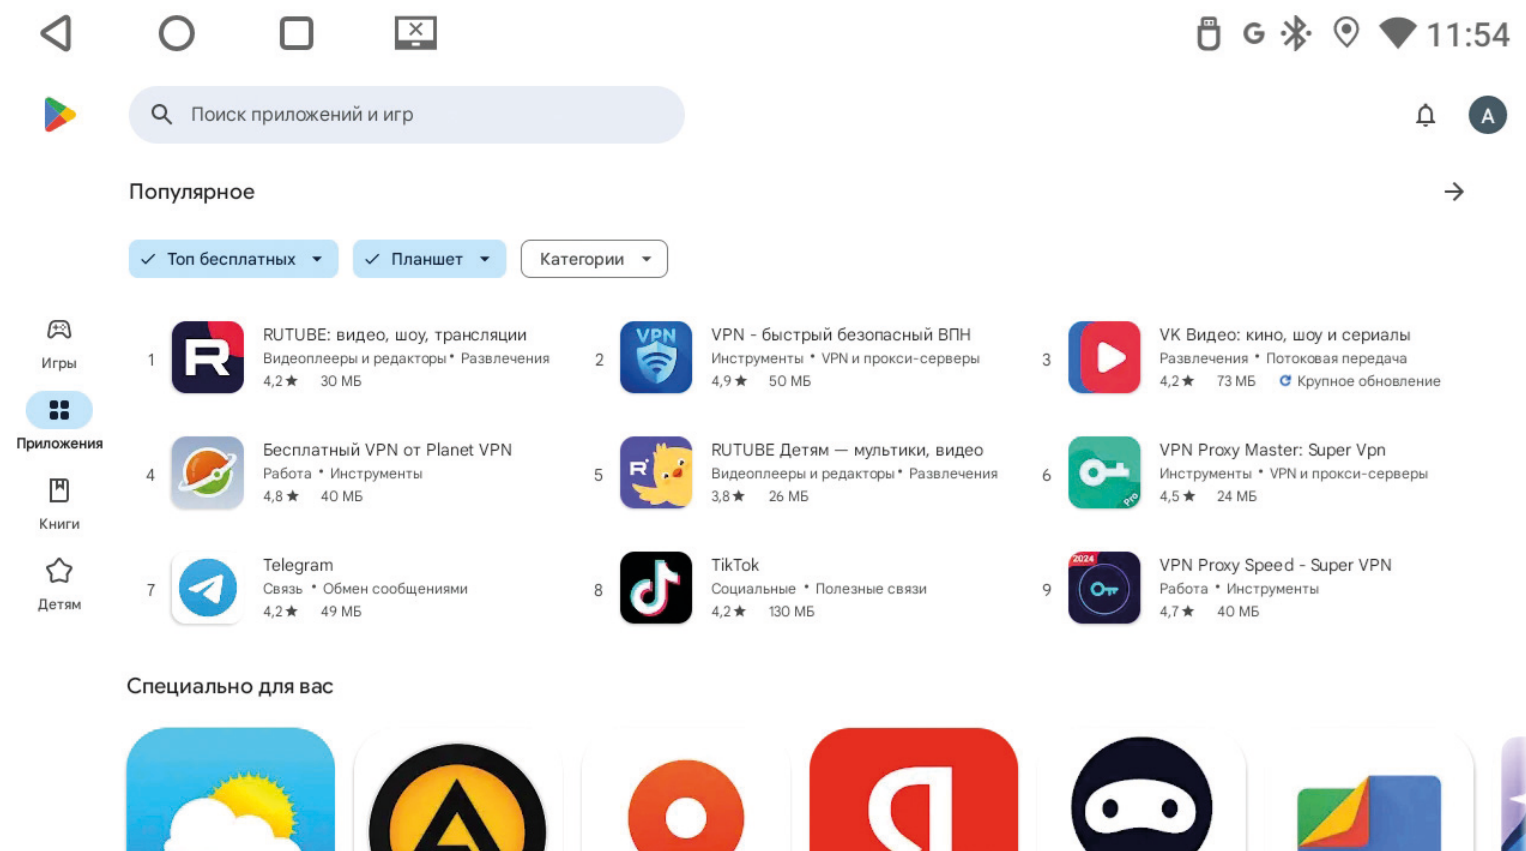 11:54
Поиск приложений и игр
A
Популярное
Топ бесплатных
Планшет
Категории
Игры
Приложения
Книги
Детям
1
RUTUBE: видео, шоу, трансляции
Видеоплееры и редакторы • Развлечения
4,2★ 30 МБ
2
VPN
VPN - быстрый безопасный ВПН
Инструменты • VPN и прокси-серверы
4,9★ 50 МБ
3
VK Видео: кино, шоу и сериалы
Развлечения • Потоковая передача
4,2★ 73 МБ Крупное обновление
4
Бесплатный VPN от Planet VPN
Работа • Инструменты
4,8★ 40 МБ
5
R
RUTUBE Детям — мультики, видео
Видеоплееры и редакторы • Развлечения
3,8★ 26 МБ
6
Pro
VPN Proxy Master: Super Vpn
Инструменты • VPN и прокси-серверы
4,5★ 24 МБ
7
Telegram
Связь • Обмен сообщениями
4,2★ 49 МБ
8
TikTok
Социальные • Полезные связи
4,2★ 130 МБ
9
2024
VPN Proxy Speed - Super VPN
Работа • Инструменты
4,7★ 40 МБ
Специально для вас
Я